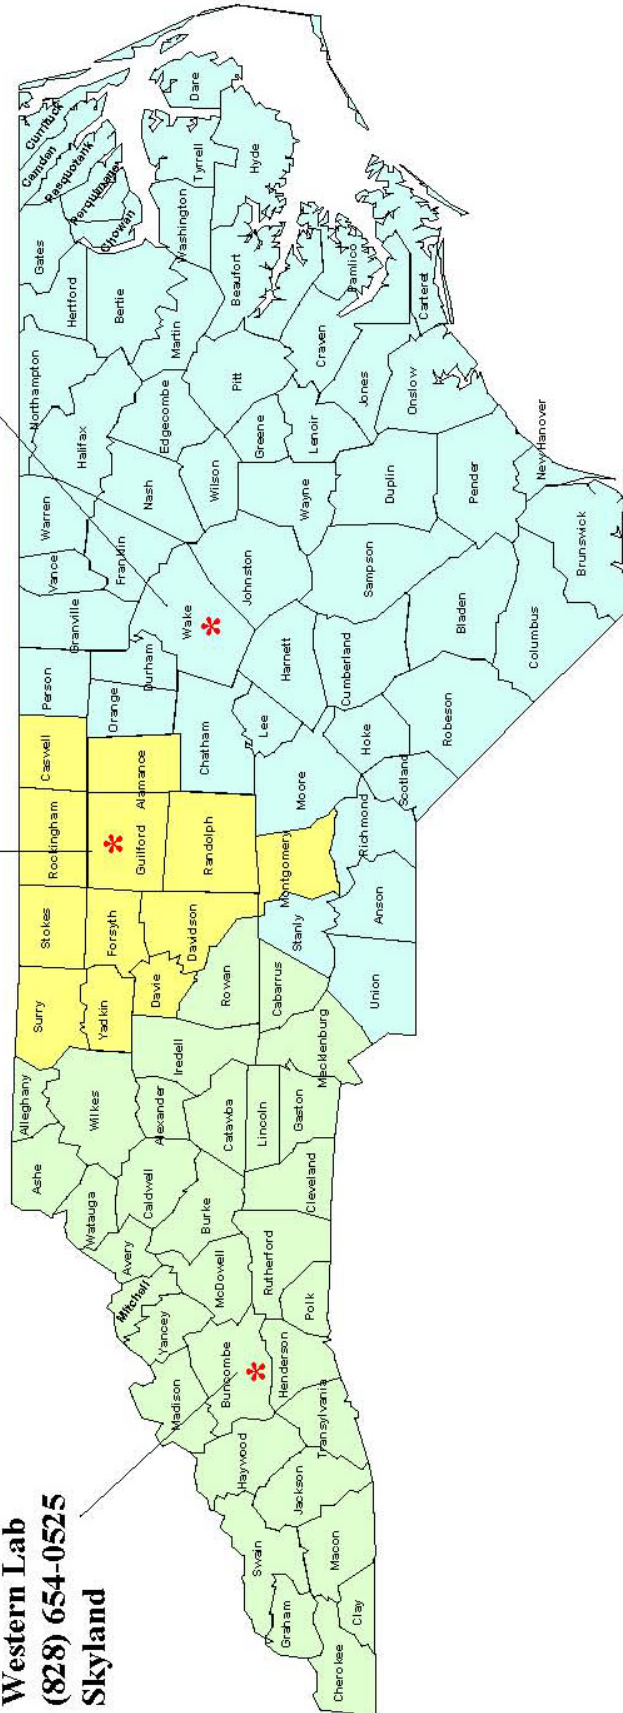 Western Lab
(828) 654-0525
Skyland
Cherokee
Graham
Clay
Swain
Macon
Jackson
Haywood
Transylvania
Madison
Buncombe
Henderson
Yancey
Mitchell
McDowell
Polk
Rutherford
Avery
Burke
Cleveland
Watauga
Caldwell
Ashe
Alleghany
Wilkes
Alexander
Catawba
Lincoln
Gaston
Iredell
Mecklenburg
Rowan
Cabarrus
Surry
Yadkin
Davie
Stokes
Forsyth
Davidson
Stanly
Union
Anson
Rockingham
Guilford
Randolph
Montgomery
Richmond
Caswell
Alamance
Chatham
Moore
Scotland
Hoke
Lee
Person
Orange
Durham
Granville
Wake
Harnett
Cumberland
Robeson
Vance
Warren
Franklin
Johnston
Sampson
Bladen
Columbus
Brunswick
New Hanover
Pender
Duplin
Wayne
Wilson
Nash
Halifax
Northampton
Edgecombe
Greene
Lenoir
Pitt
Jones
Onslow
Craven
Carteret
Pamlico
Beaufort
Martin
Bertie
Hertford
Gates
Washington
Tyrrell
Hyde
Dare
Chowan
Perquimans
Pasquotank
Camden
Currituck